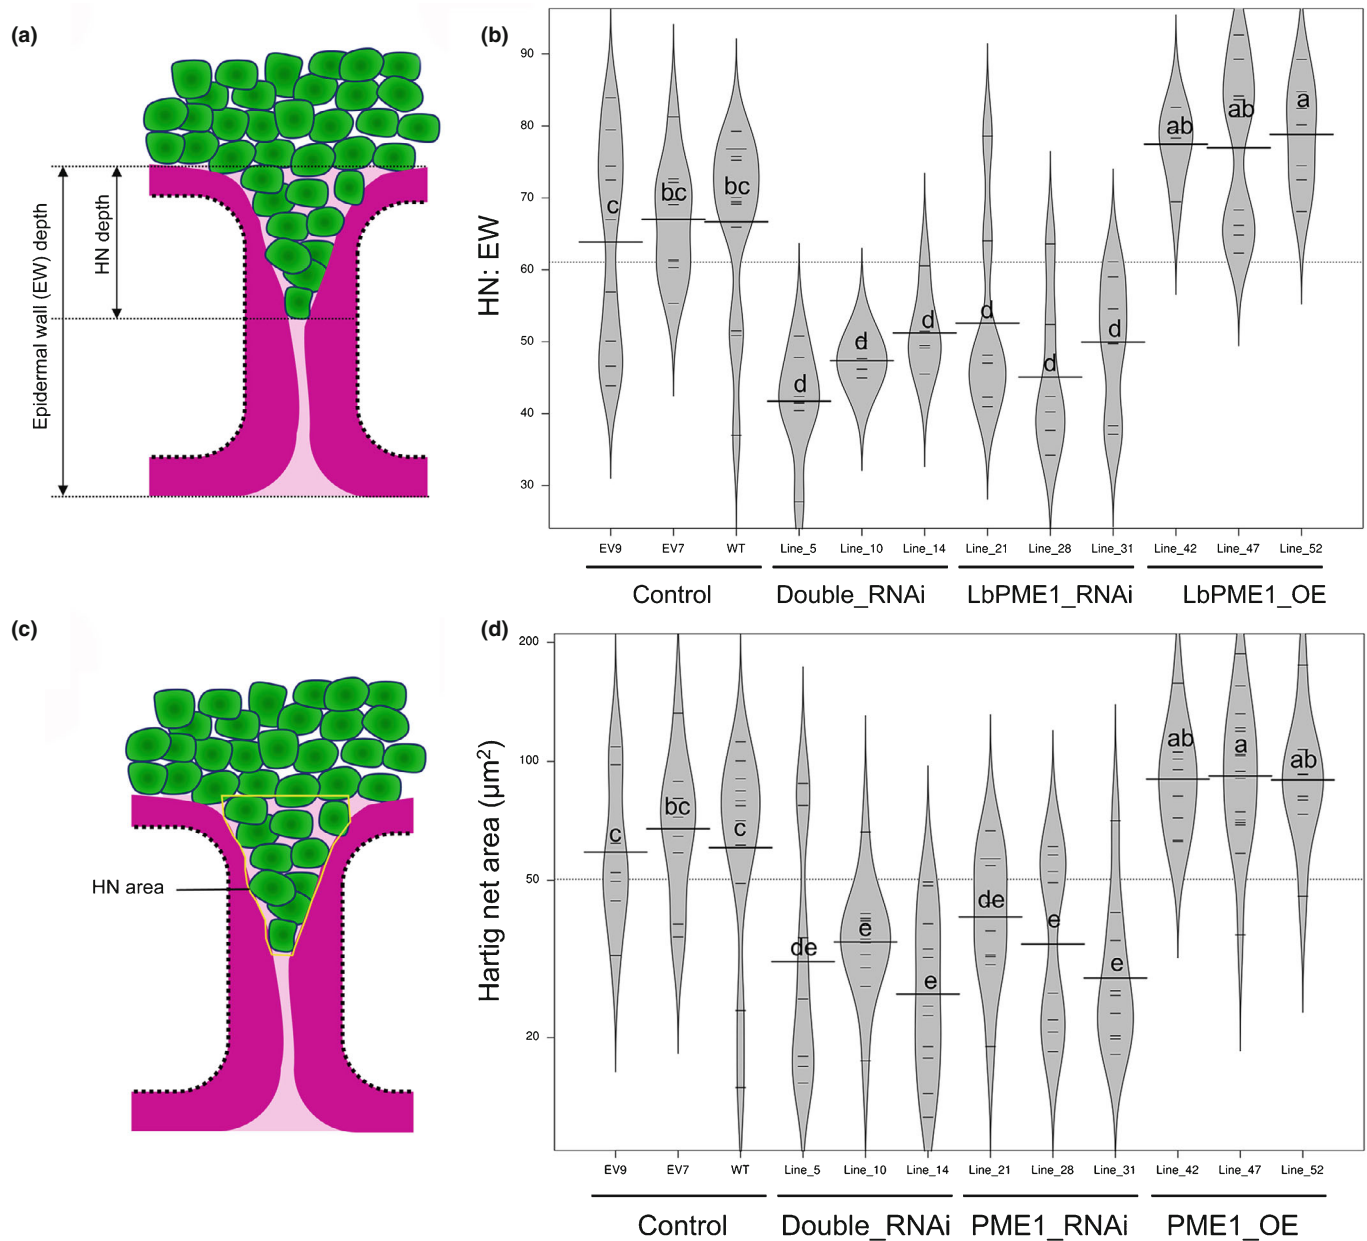 (a)
Epidermal wall (EW) depth
HN depth
(b)
HN: EW
90
80
70
60
50
40
30
c
bc
bc
d
d
d
d
d
d
ab
ab
a
EV9 EV7 WT Line_5 Line_10 Line_14 Line_21 Line_28 Line_31 Line_42 Line_47 Line_52
Control Double_RNAi LbPME1_RNAi LbPME1_OE
(c)
HN area
(d)
Hartig net area (µm²)
200
100
50
20
c
bc
c
de
e
e
de
e
e
ab
a
ab
EV9 EV7 WT Line_5 Line_10 Line_14 Line_21 Line_28 Line_31 Line_42 Line_47 Line_52
Control Double_RNAi PME1_RNAi PME1_OE